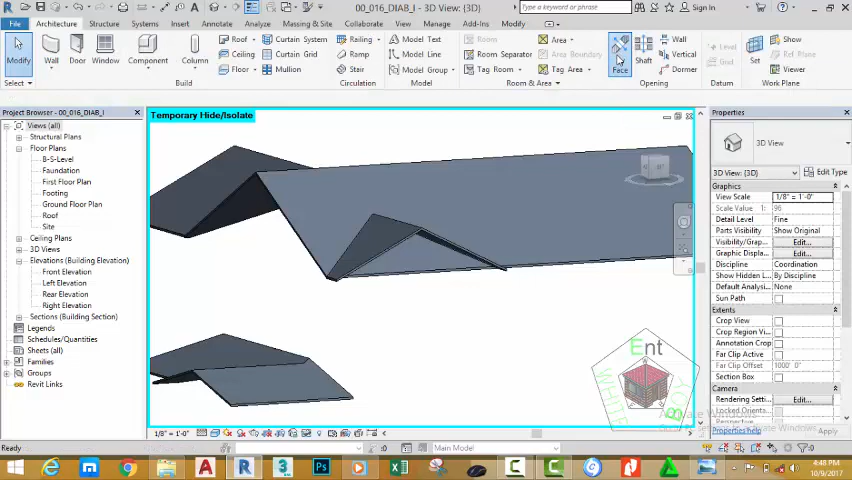 00_016_DIAB_I - 3D View: {3D}
Type a keyword or phrase
Sign In
File Architecture Structure Systems Insert Annotate Analyze Massing & Site Collaborate View Manage Add-Ins Modify
Modify Wall Door Window Component Column
Roof Curtain System Railing Model Text Room Area Face Wall Show
Ceiling Curtain Grid Ramp Model Line Room Separator Area Boundary Shaft Vertical Level Set Ref Plane
Floor Mullion Stair Model Group Tag Room Tag Area Dormer Grid Viewer
Select Build Circulation Model Room & Area Opening Datum Work Plane
Project Browser - 00_016_DIAB_I
Views (all)
Structural Plans
Floor Plans
B-S-Level
Foundation
First Floor Plan
Footing
Ground Floor Plan
Roof
Site
Ceiling Plans
3D Views
Elevations (Building Elevation)
Front Elevation
Left Elevation
Rear Elevation
Right Elevation
Sections (Building Section)
Legends
Schedules/Quantities
Sheets (all)
Families
Groups
Revit Links
Temporary Hide/Isolate
Ent
WHITE
BOY
Activate Windows
Properties
3D View
3D View: {3D} Edit Type
Graphics
View Scale 1/8" = 1'-0"
Scale Value 1: 96
Detail Level Fine
Parts Visibility Show Original
Visibility/Grap... Edit...
Graphic Displa... Edit...
Discipline Coordination
Show Hidden L... By Discipline
Default Analysi... None
Sun Path
Extents
Crop View
Crop Region Vi...
Annotation Crop
Far Clip Active
Far Clip Offset 1000' 0"
Section Box
Camera
Rendering Setti... Edit...
Locked Orienta...
Properties help Apply
1/8" = 1'-0"
Ready :0 Main Model :0
4:48 PM
10/9/2017